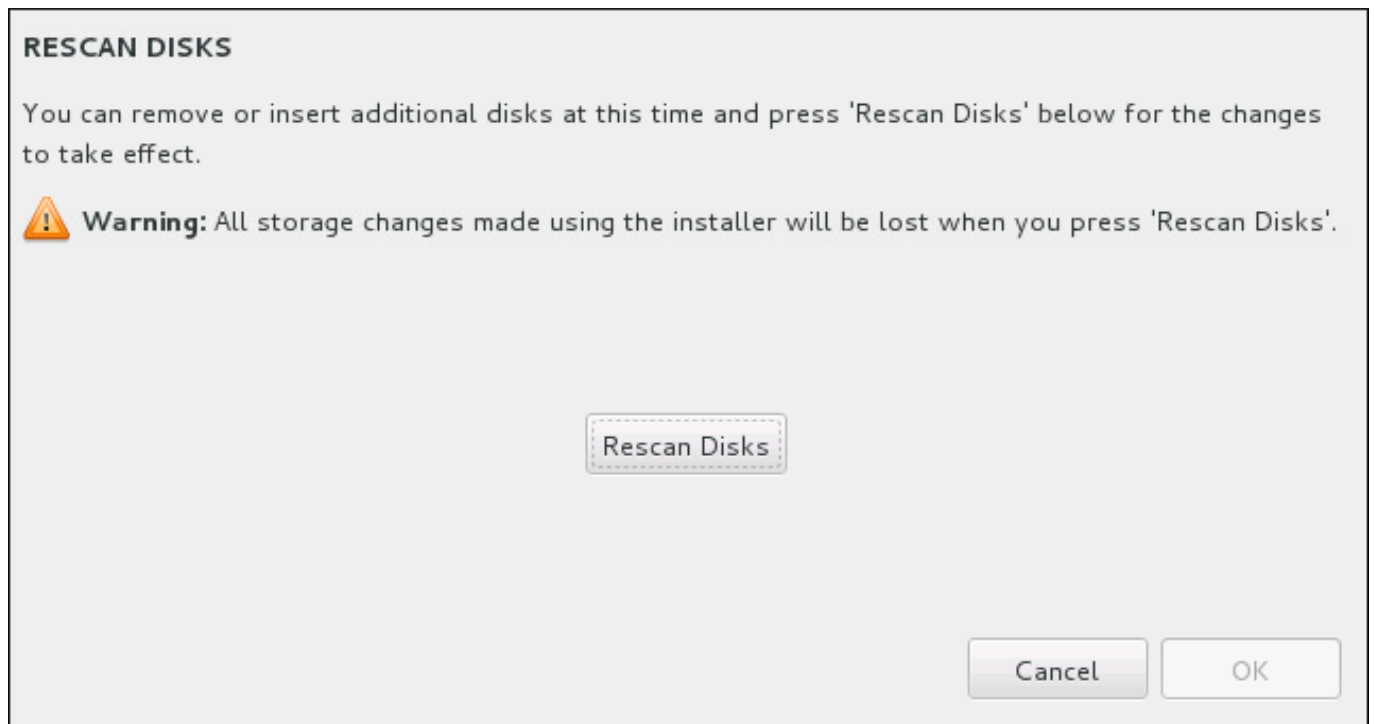 RESCAN DISKS
You can remove or insert additional disks at this time and press 'Rescan Disks' below for the changes
to take effect.
Warning: All storage changes made using the installer will be lost when you press 'Rescan Disks'.
Rescan Disks
Cancel
OK